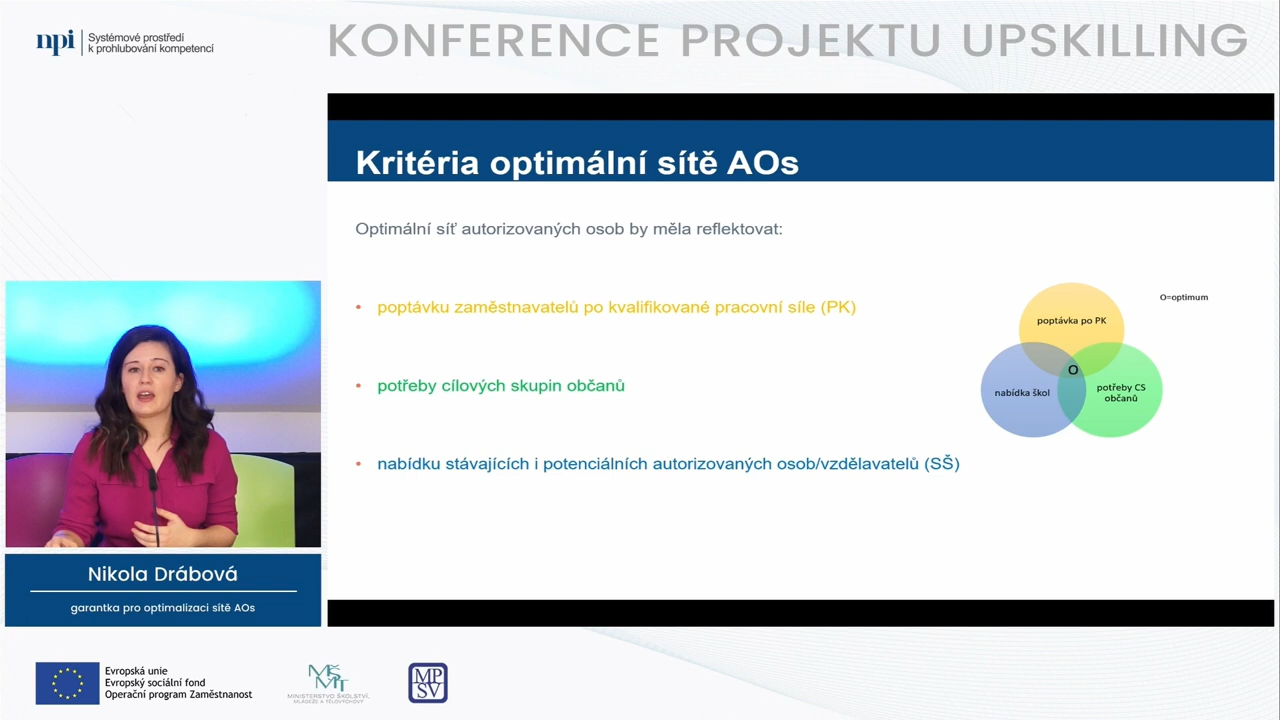 npi
Systémové prostředí
k prohlubování kompetencí
KONFERENCE PROJEKTU UPSKILLING
Kritéria optimální sítě AOs
Optimální síť autorizovaných osob by měla reflektovat:
• poptávku zaměstnavatelů po kvalifikované pracovní síle (PK)
• potřeby cílových skupin občanů
• nabídku stávajících i potenciálních autorizovaných osob/vzdělavatelů (SŠ)
O=optimum
poptávka po PK
O
nabídka škol
potřeby CS
občanů
Nikola Drábová
garantka pro optimalizaci sítě AOs
Evropská unie
Evropský sociální fond
Operační program Zaměstnanost
MŠ
MT
MINISTERSTVO ŠKOLSTVÍ,
MLÁDEŽE A TĚLOVÝCHOVY
MP
SV